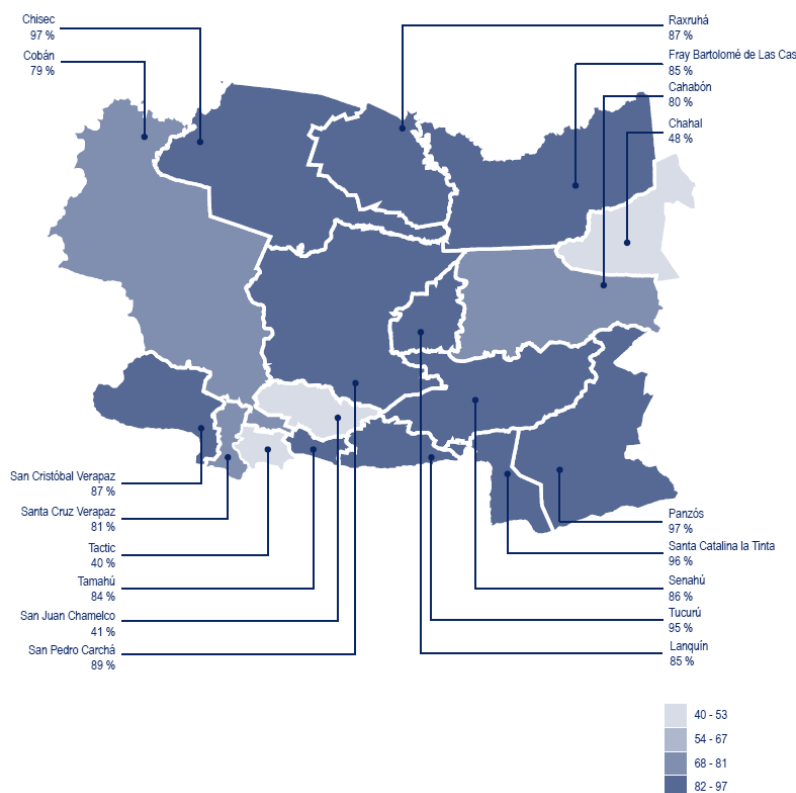 Chisec
97 %
Cobán
79 %
Raxruhá
87 %
Fray Bartolomé de Las Cas
85 %
Cahabón
80 %
Chahal
48 %
San Cristóbal Verapaz
87 %
Santa Cruz Verapaz
81 %
Tactic
40 %
Tamahú
84 %
San Juan Chamelco
41 %
San Pedro Carchá
89 %
Panzós
97 %
Santa Catalina la Tinta
96 %
Senahú
86 %
Tucurú
95 %
Lanquín
85 %
40 - 53
54 - 67
68 - 81
82 - 97